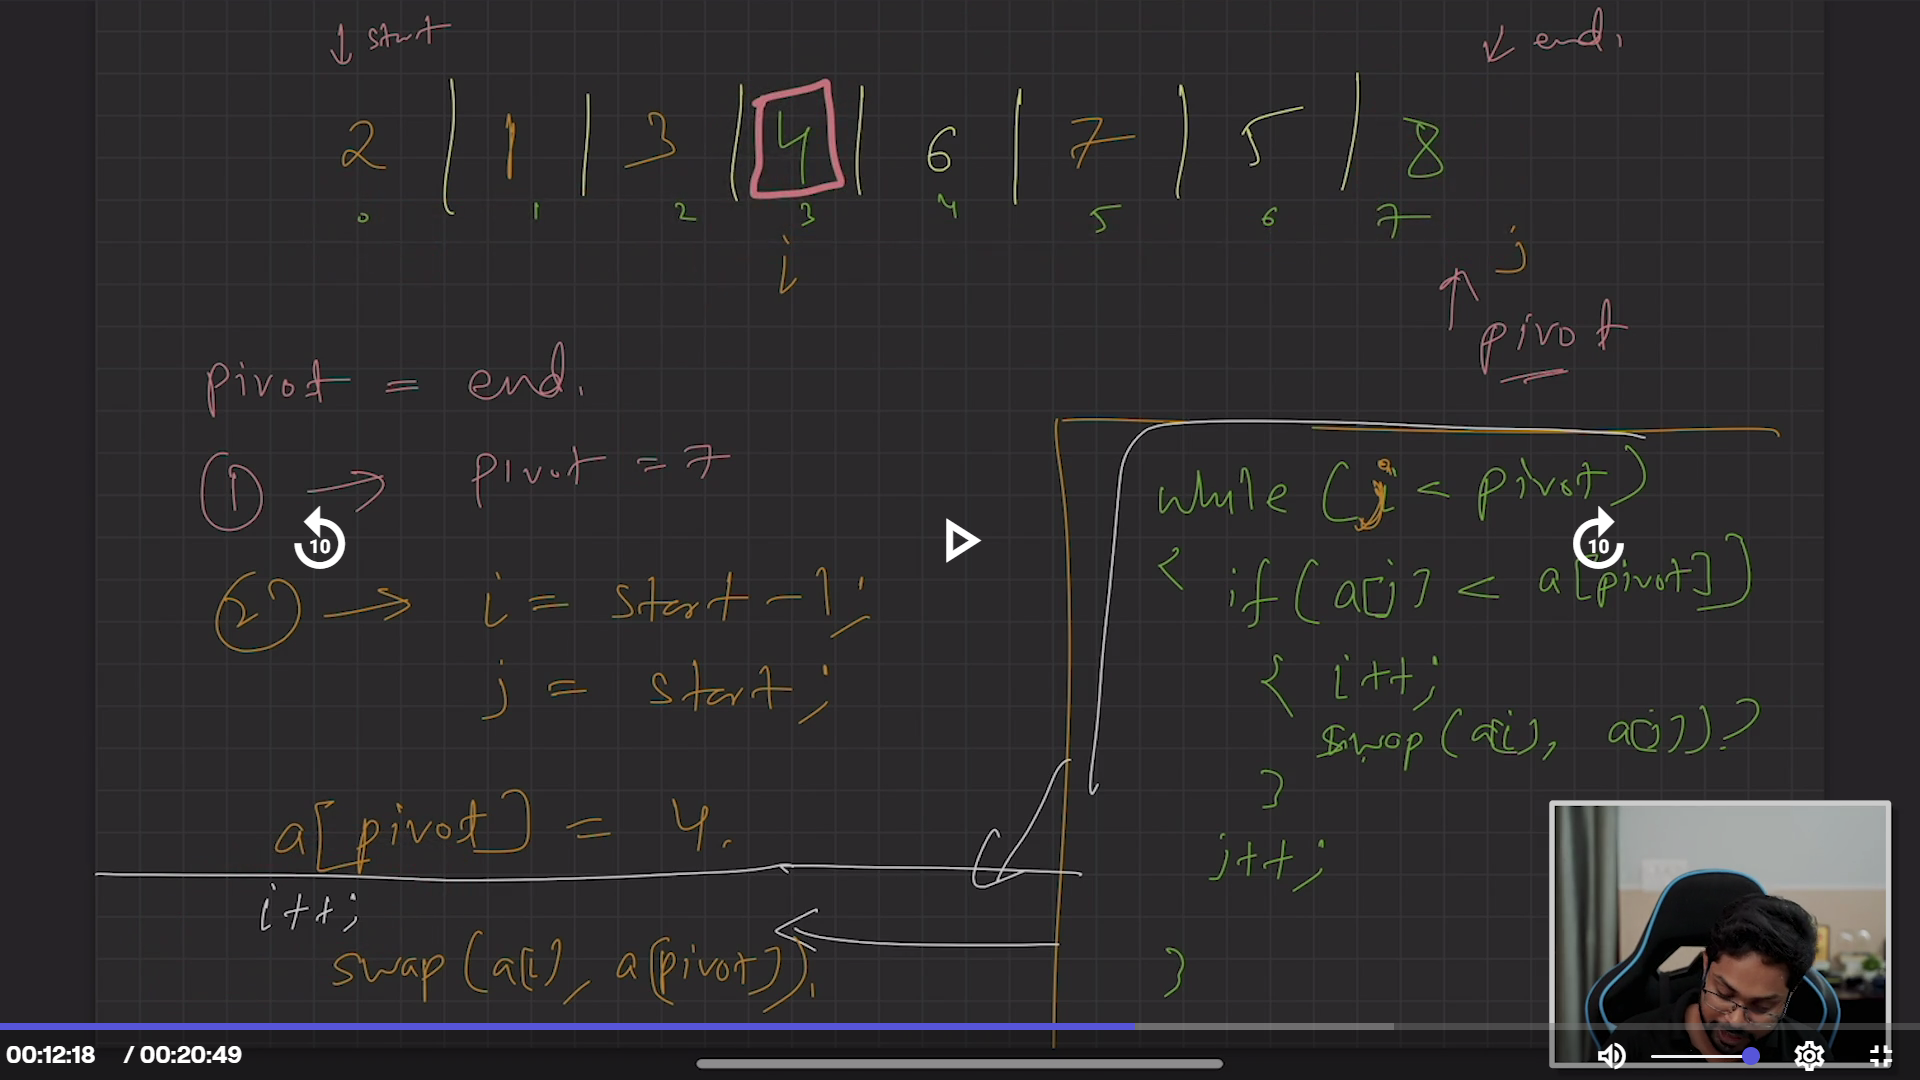 ↓ start
↙ end.
2 | 1 | 3 | 4 | 6 | 7 | 5 | 8
0 1 2 3 4 5 6 7
i
j
↑ pivot
pivot = end.
① → pivot = 7
② → i = start - 1;
j = start;
a[pivot] = 4.
i++;
swap(a[i], a[pivot]);
while (j < pivot)
{ if (a[j] < a[pivot])
{ i++;
swap(a[i], a[j]);
}
j++;
}
10
10
00:12:18 / 00:20:49